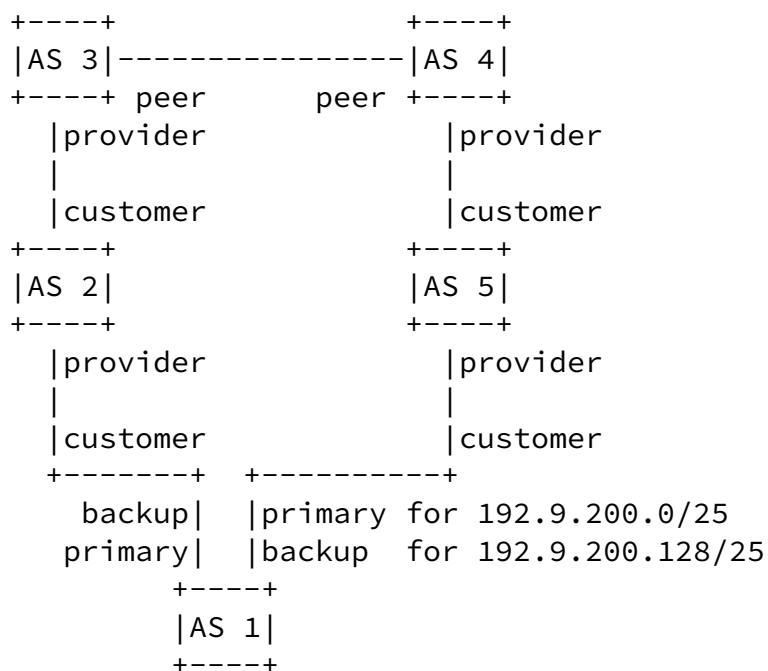 +----+                   +----+
|AS 3|----------------|AS 4|
+----+ peer       peer +----+
  |provider              |provider
  |                      |
  |customer              |customer
+----+                   +----+
|AS 2|                   |AS 5|
+----+                   +----+
  |provider              |provider
  |                      |
  |customer              |customer
  +-------+  +----------+
    backup|  |primary for 192.9.200.0/25
   primary|  |backup  for 192.9.200.128/25
        +----+
        |AS 1|
        +----+